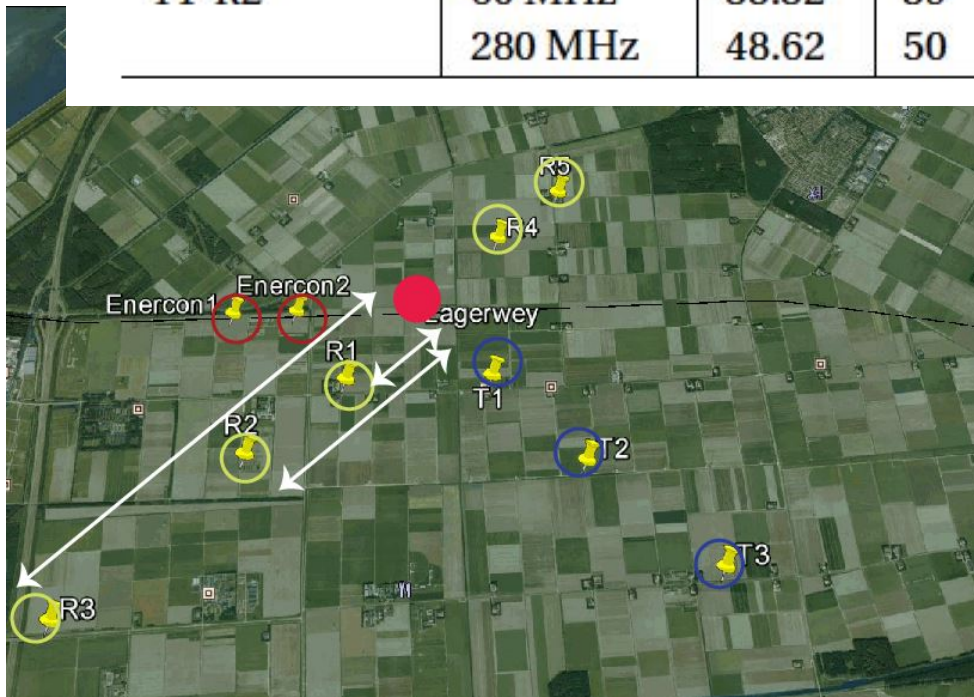 280 MHz 48.62 50
R5
R4
Enercon2
Enercon1
Lagerwey
R1
T1
R2
T2
T3
R3